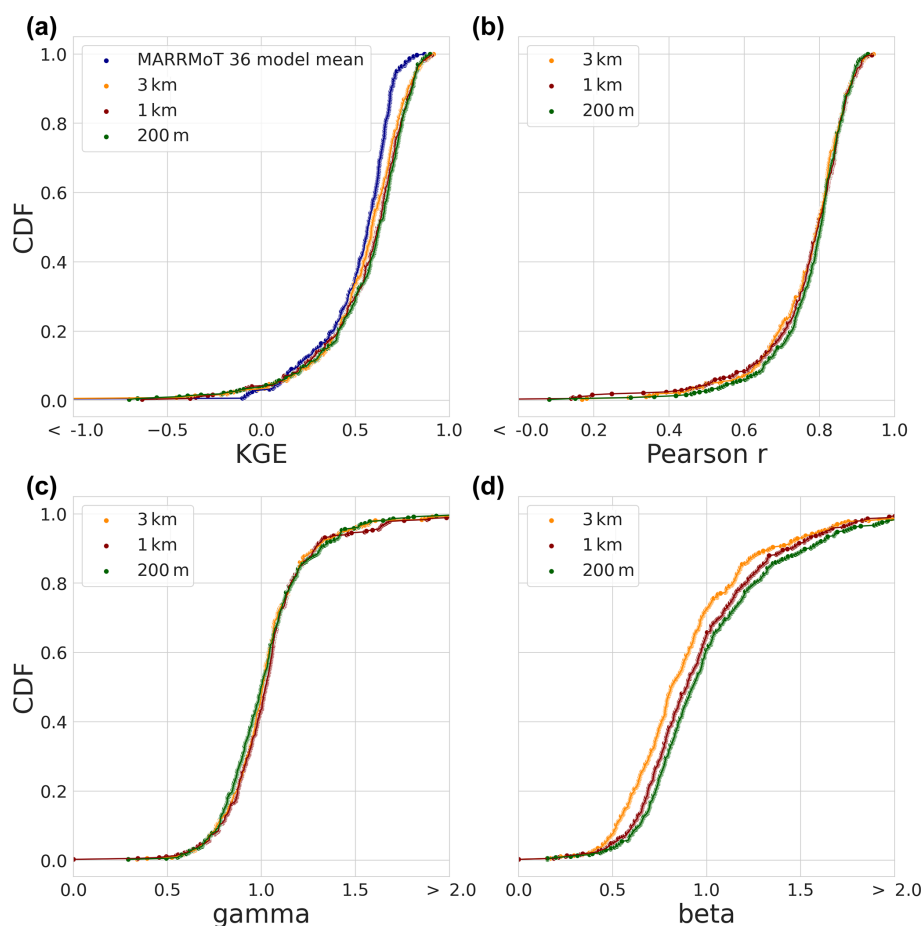 (a)
(b)
1.0
0.8
0.6
0.4
0.2
0.0
CDF
MARRMoT 36 model mean
3 km
1 km
200 m
< -1.0
−0.5
0.0
0.5
1.0
KGE
3 km
1 km
200 m
< -0.0
0.2
0.4
0.6
0.8
1.0
Pearson r
(c)
(d)
1.0
0.8
0.6
0.4
0.2
0.0
CDF
3 km
1 km
200 m
0.0
0.5
1.0
1.5
> 2.0
gamma
3 km
1 km
200 m
0.0
0.5
1.0
1.5
> 2.0
beta